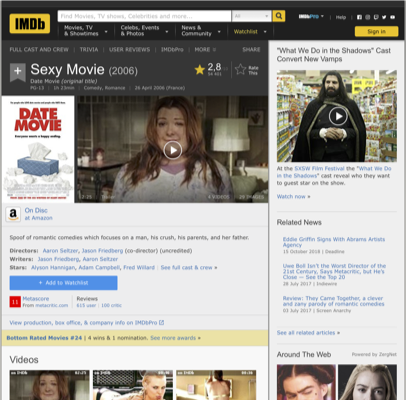 IMDb
Find Movies, TV shows, Celebrities and more...
All
IMDbPro
Help
Movies, TV & Showtimes
Celebs, Events & Photos
News & Community
Watchlist
Sign in
FULL CAST AND CREW | TRIVIA | USER REVIEWS | IMDbPro | MORE
SHARE
Sexy Movie (2006)
Date Movie (original title)
PG-13 | 1h 23min | Comedy, Romance | 26 April 2006 (France)
2,8
Rate This
DATE MOVIE
On Disc
at Amazon
Spoof of romantic comedies which focuses on a man, his crush, his parents, and her father.
Directors: Aaron Seltzer, Jason Friedberg (co-director) (uncredited)
Writers: Jason Friedberg, Aaron Seltzer
Stars: Alyson Hannigan, Adam Campbell, Fred Willard | See full cast & crew »
+ Add to Watchlist
11
Metascore
From metacritic.com
Reviews
415 user | 100 critic
View production, box office, & company info on IMDbPro
Bottom Rated Movies #24 | 4 wins & 1 nomination. See more awards »
Videos
"What We Do in the Shadows" Cast
Convert New Vamps
At the SXSW Film Festival the "What We Do in the Shadows" cast reveal who they want to guest star on the show.
Watch now »
Related News
Eddie Griffin Signs With Abrams Artists Agency
15 October 2018 | Deadline
Uwe Boll Isn't the Worst Director of the 21st Century, Says Metacritic, but He's Close — See the Top 20
28 July 2017 | Indiewire
Review: They Came Together, a clever and zany parody of romantic comedies
03 July 2017 | Screen Anarchy
See all related articles »
Around The Web
Powered by ZergNet